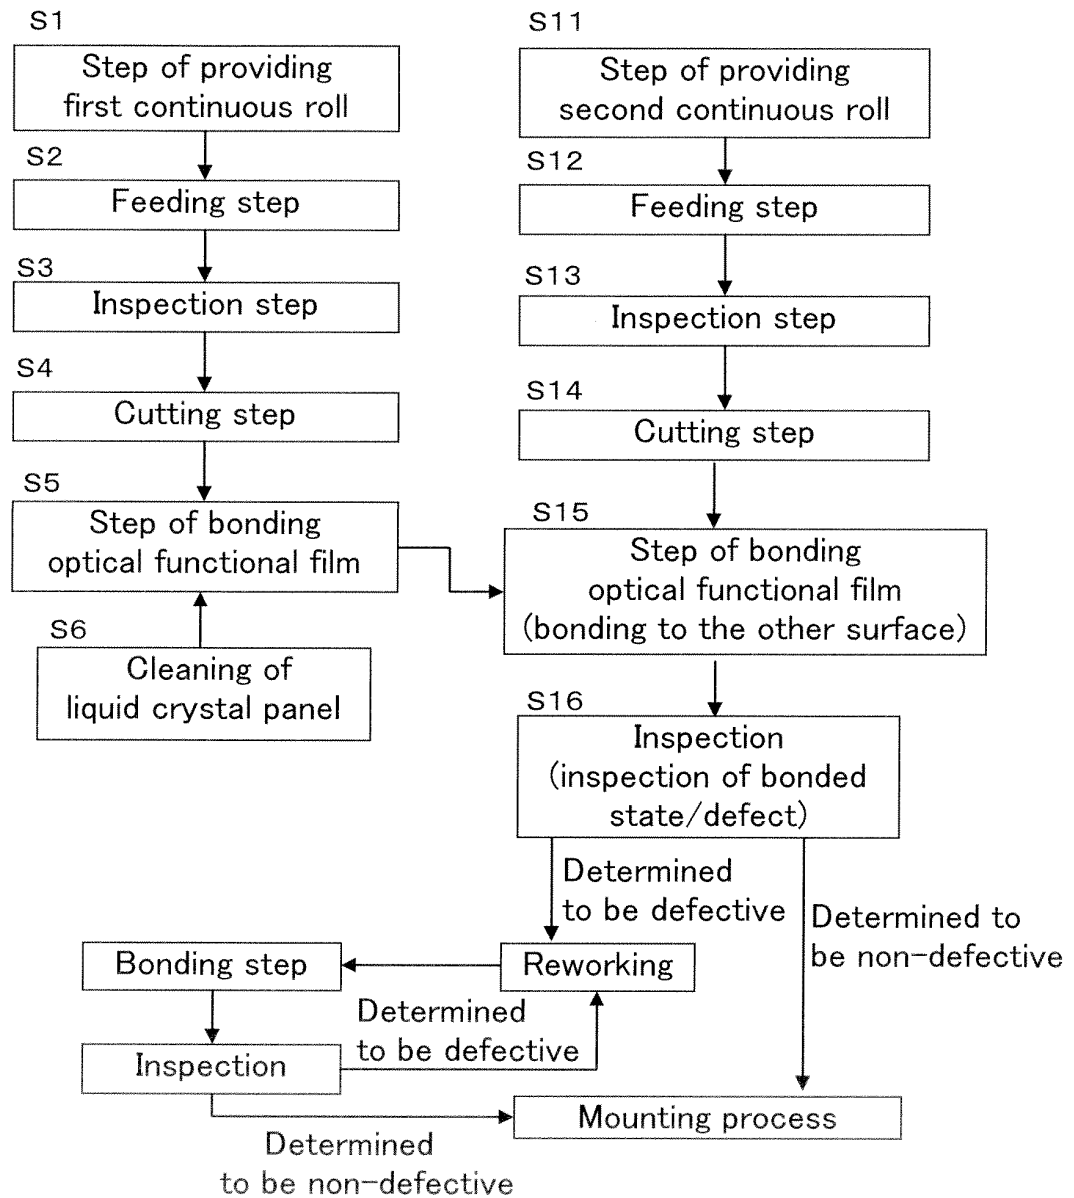 S1
Step of providing
first continuous roll
S2
Feeding step
S3
Inspection step
S4
Cutting step
S5
Step of bonding
optical functional film
S6
Cleaning of
liquid crystal panel
S11
Step of providing
second continuous roll
S12
Feeding step
S13
Inspection step
S14
Cutting step
S15
Step of bonding
optical functional film
(bonding to the other surface)
S16
Inspection
(inspection of bonded
state/defect)
Determined
to be defective
Determined to
be non-defective
Reworking
Bonding step
Determined
to be defective
Inspection
Determined
to be non-defective
Mounting process